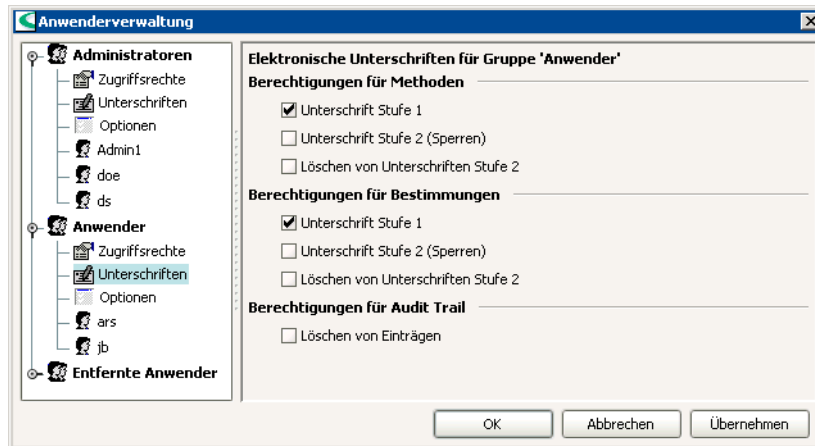 Anwenderverwaltung
Administratoren
Zugriffsrechte
Unterschriften
Optionen
Admin1
doe
ds
Anwender
Zugriffsrechte
Unterschriften
Optionen
ars
jb
Entfernte Anwender
Elektronische Unterschriften für Gruppe 'Anwender'
Berechtigungen für Methoden
Unterschrift Stufe 1
Unterschrift Stufe 2 (Sperren)
Löschen von Unterschriften Stufe 2
Berechtigungen für Bestimmungen
Unterschrift Stufe 1
Unterschrift Stufe 2 (Sperren)
Löschen von Unterschriften Stufe 2
Berechtigungen für Audit Trail
Löschen von Einträgen
OK
Abbrechen
Übernehmen